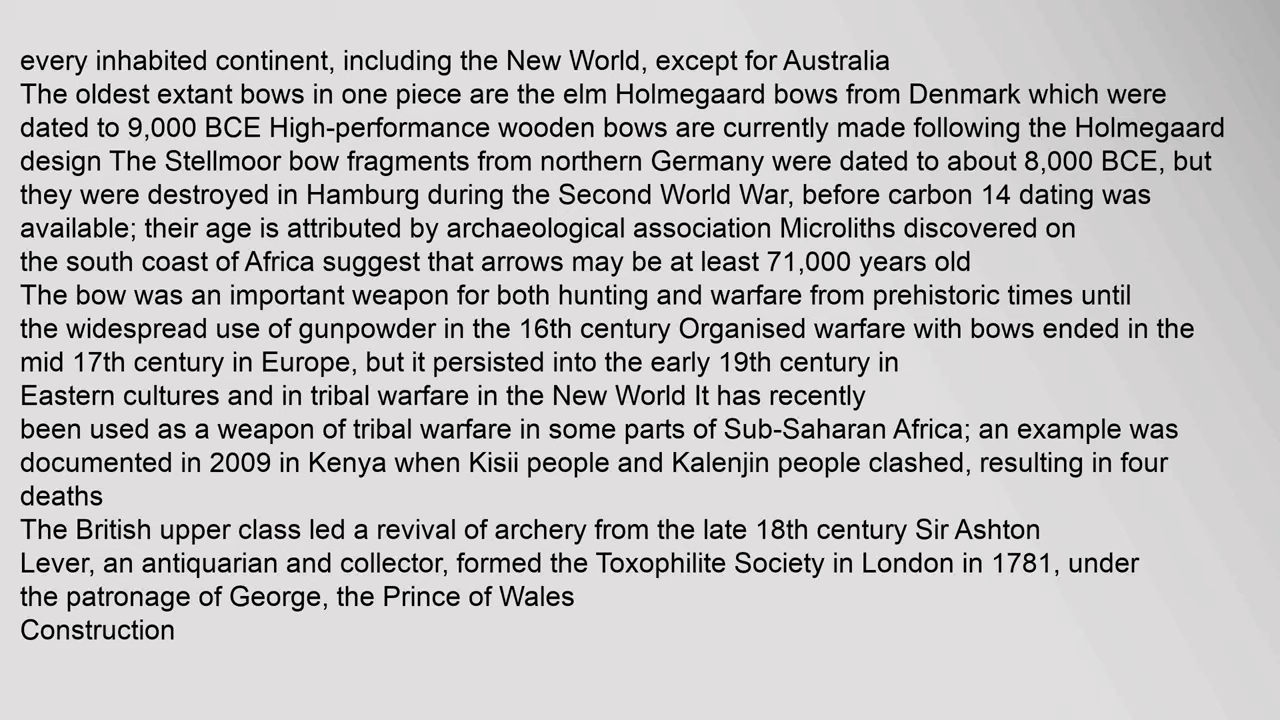 every inhabited continent, including the New World, except for Australia
The oldest extant bows in one piece are the elm Holmegaard bows from Denmark which were
dated to 9,000 BCE High-performance wooden bows are currently made following the Holmegaard
design The Stellmoor bow fragments from northern Germany were dated to about 8,000 BCE, but
they were destroyed in Hamburg during the Second World War, before carbon 14 dating was
available; their age is attributed by archaeological association Microliths discovered on
the south coast of Africa suggest that arrows may be at least 71,000 years old
The bow was an important weapon for both hunting and warfare from prehistoric times until
the widespread use of gunpowder in the 16th century Organised warfare with bows ended in the
mid 17th century in Europe, but it persisted into the early 19th century in
Eastern cultures and in tribal warfare in the New World It has recently
been used as a weapon of tribal warfare in some parts of Sub-Saharan Africa; an example was
documented in 2009 in Kenya when Kisii people and Kalenjin people clashed, resulting in four
deaths
The British upper class led a revival of archery from the late 18th century Sir Ashton
Lever, an antiquarian and collector, formed the Toxophilite Society in London in 1781, under
the patronage of George, the Prince of Wales
Construction